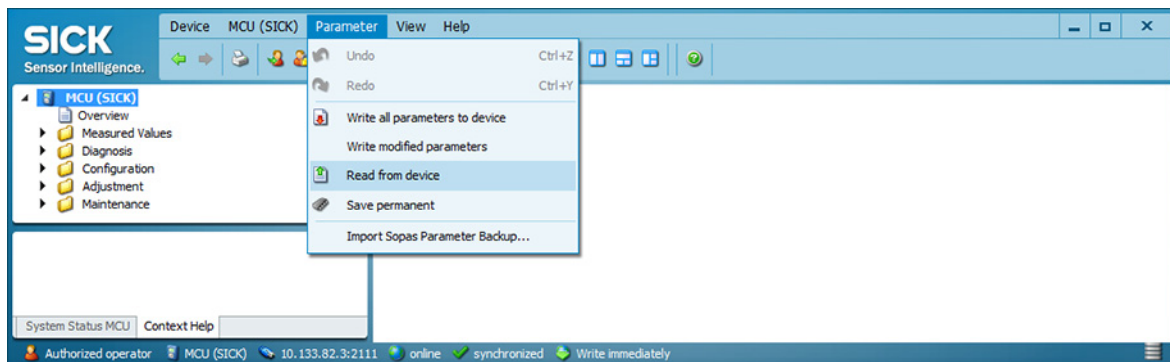 SICK
Sensor Intelligence.
Device MCU (SICK) Parameter View Help
Undo Ctrl+Z
Redo Ctrl+Y
Write all parameters to device
Write modified parameters
Read from device
Save permanent
Import Sopas Parameter Backup...
MCU (SICK)
Overview
Measured Values
Diagnosis
Configuration
Adjustment
Maintenance
System Status MCU Context Help
Authorized operator MCU (SICK) 10.133.82.3:2111 online synchronized Write immediately